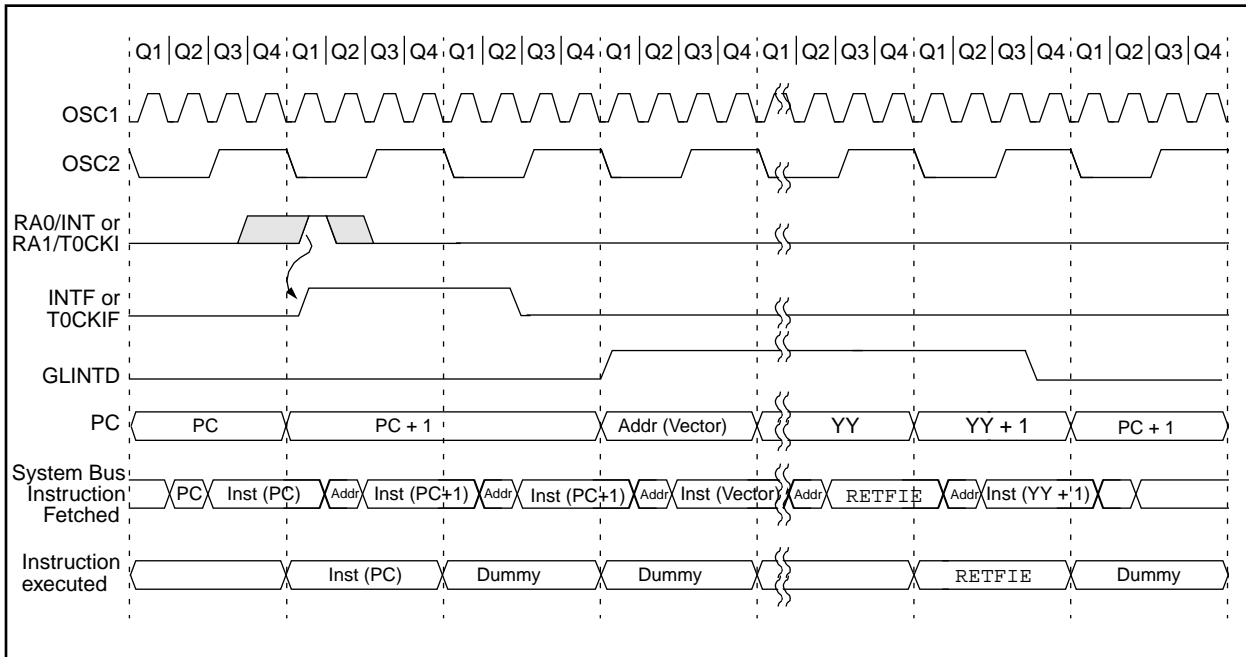 Q1 Q2 Q3 Q4 Q1 Q2 Q3 Q4 Q1 Q2 Q3 Q4 Q1 Q2 Q3 Q4 Q1 Q2 Q3 Q4 Q1 Q2 Q3 Q4 Q1 Q2 Q3 Q4
OSC1
OSC2
RA0/INT or
RA1/T0CKI
INTF or
T0CKIF
GLINTD
PC PC PC + 1 Addr (Vector) YY YY + 1 PC + 1
System Bus
Instruction
Fetched
PC Inst (PC) Addr Inst (PC+1) Addr Inst (PC+1) Addr Inst (Vector) Addr RETFIE Addr Inst (YY + 1)
Instruction
executed
Inst (PC) Dummy Dummy RETFIE Dummy